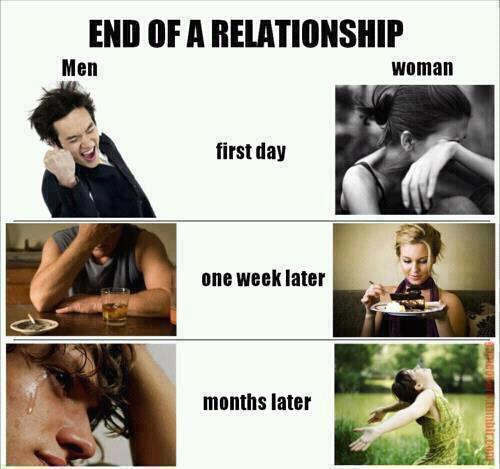 END OF A RELATIONSHIP
Men
woman
first day
one week later
months later